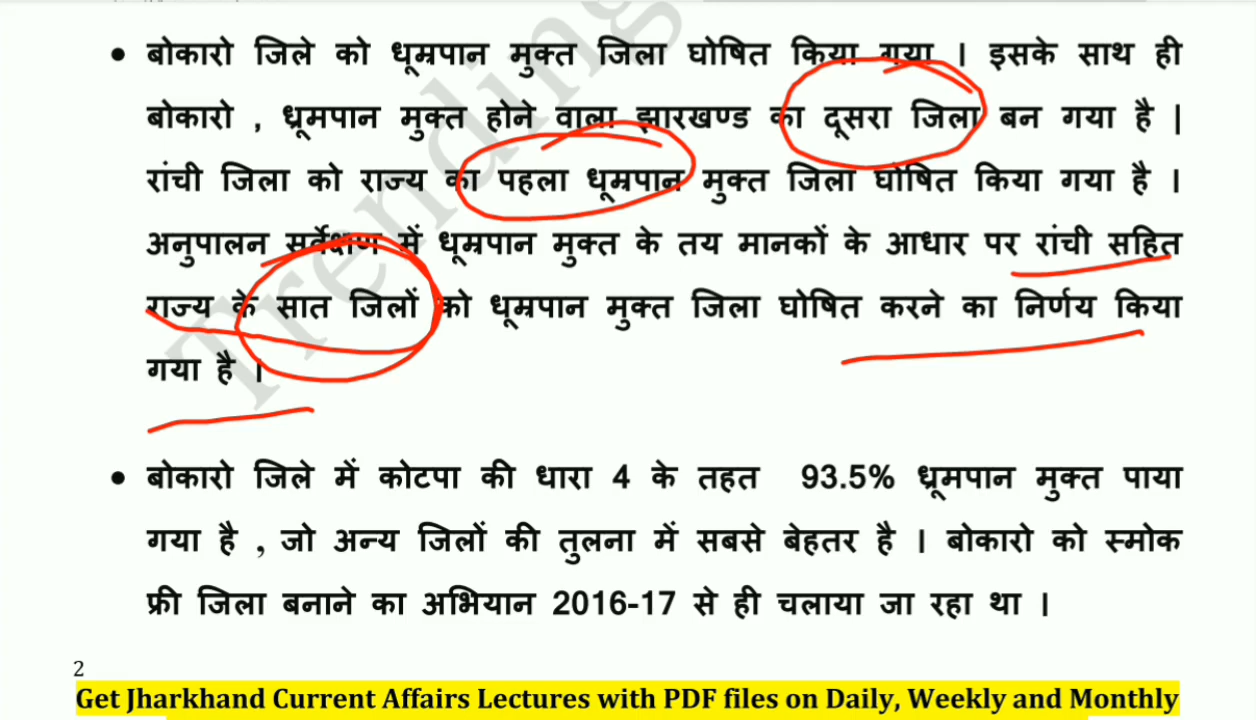 बोकारो जिले को धूम्रपान मुक्त जिला घोषित किया गया । इसके साथ ही
बोकारो , ध्रूमपान मुक्त होने वाला झारखण्ड का दूसरा जिला बन गया है |
रांची जिला को राज्य का पहला धूम्रपान मुक्त जिला घोषित किया गया है ।
अनुपालन सर्वेक्षण में धूम्रपान मुक्त के तय मानकों के आधार पर रांची सहित
राज्य के सात जिलों को धूम्रपान मुक्त जिला घोषित करने का निर्णय किया
गया है ।
बोकारो जिले में कोटपा की धारा 4 के तहत 93.5% ध्रूमपान मुक्त पाया
गया है , जो अन्य जिलों की तुलना में सबसे बेहतर है । बोकारो को स्मोक
फ्री जिला बनाने का अभियान 2016-17 से ही चलाया जा रहा था ।
2
Get Jharkhand Current Affairs Lectures with PDF files on Daily, Weekly and Monthly
Trending